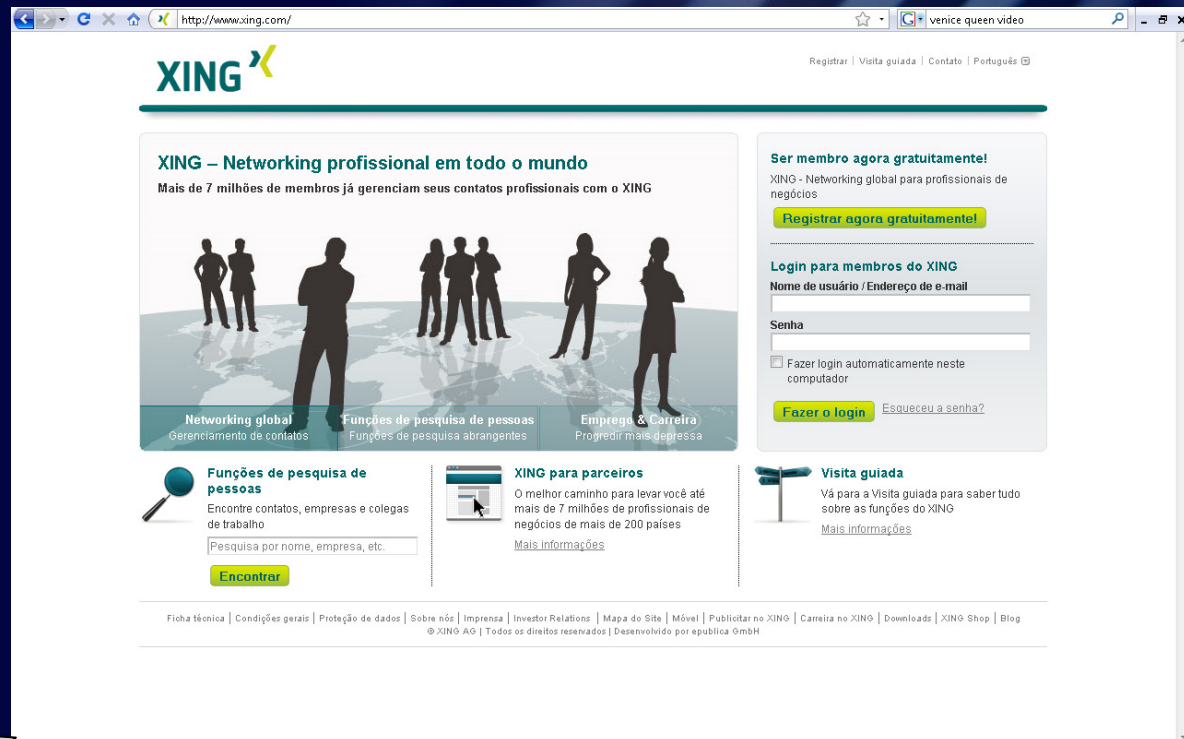 http://www.xing.com/
venice queen video
XING
Registrar | Visita guiada | Contato | Português
XING – Networking profissional em todo o mundo
Mais de 7 milhões de membros já gerenciam seus contatos profissionais com o XING
Networking global
Gerenciamento de contatos
Funções de pesquisa de pessoas
Funções de pesquisa abrangentes
Emprego & Carreira
Progredir mais depressa
Ser membro agora gratuitamente!
XING - Networking global para profissionais de
negócios
Registrar agora gratuitamente!
Login para membros do XING
Nome de usuário / Endereço de e-mail
Senha
Fazer login automaticamente neste
computador
Fazer o login
Esqueceu a senha?
Funções de pesquisa de
pessoas
Encontre contatos, empresas e colegas
de trabalho
Pesquisa por nome, empresa, etc.
Encontrar
XING para parceiros
O melhor caminho para levar você até
mais de 7 milhões de profissionais de
negócios de mais de 200 países
Mais informações
Visita guiada
Vá para a Visita guiada para saber tudo
sobre as funções do XING
Mais informações
Ficha técnica | Condições gerais | Proteção de dados | Sobre nós | Imprensa | Investor Relations | Mapa do Site | Móvel | Publicitar no XING | Carreira no XING | Downloads | XING Shop | Blog
© XING AG | Todos os direitos reservados | Desenvolvido por epublica GmbH